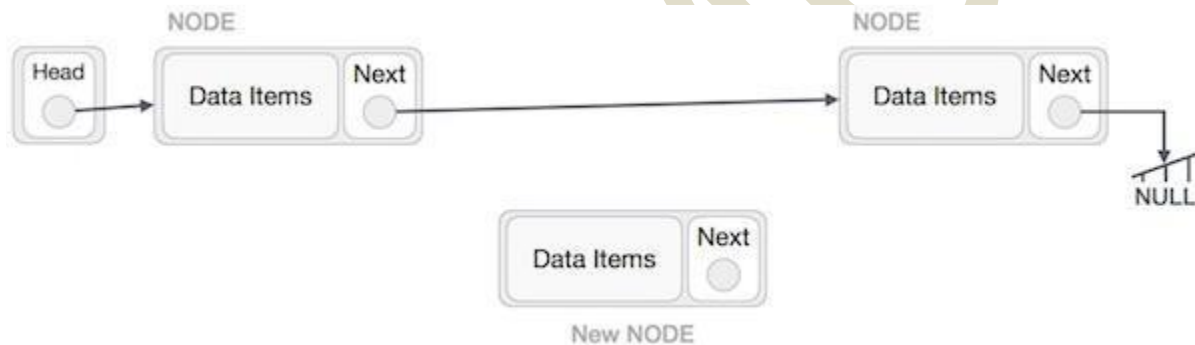 NODE
NODE
Head
Data Items
Next
Data Items
Next
NULL
Data Items
Next
New NODE